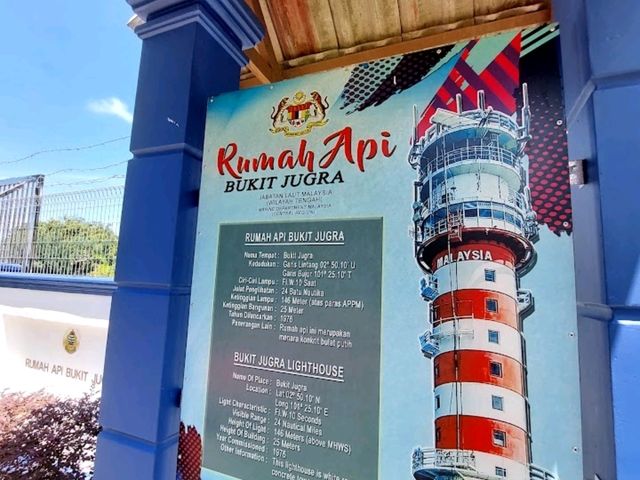 Rumah Api
BUKIT JUGRA
JABATAN LAUT MALAYSIA
(WILAYAH TENGAH)
MARINE DEPARTMENT MALAYSIA
(CENTRAL REGION)
RUMAH API BUKIT JUGRA
Nama Tempat : Bukit Jugra
Kedudukan : Garis Lintang 02° 50.10' U
Garis Bujur 101° 25.10' T
Ciri-Ciri Lampu : Fl.W 10 Saat
Jarak Penglihatan : 24 Batu Nautika
Ketinggian Lampu : 146 Meter (atas paras APPM)
Ketinggian Bangunan : 25 Meter
Tahun Dilancarkan : 1976
Penerangan Lain : Rumah api ini merupakan
menara konkrit bulat putih
BUKIT JUGRA LIGHTHOUSE
Name Of Place : Bukit Jugra
Location : Lat 02° 50.10' N
Long 101° 25.10' E
Light Characteristic : Fl.W 10 Seconds
Visible Range : 24 Nautical Miles
Height Of Light : 146 Meters (above MHWS)
Height Of Building : 25 Meters
Year Commissioned : 1976
Other Information : This lighthouse is white
concrete
MALAYSIA
RUMAH API BUKIT